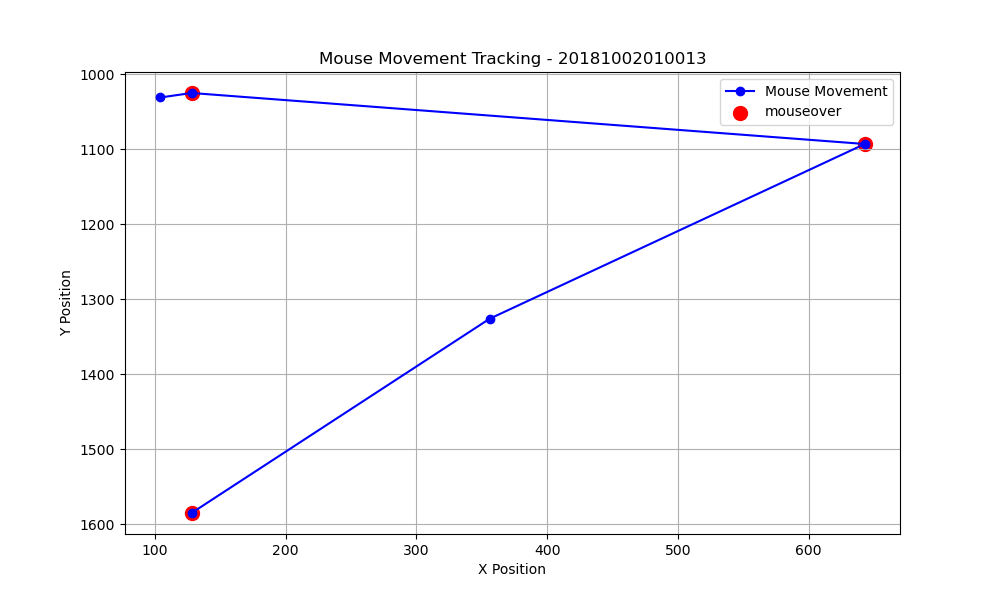 Mouse Movement Tracking - 20181002010013
Mouse Movement
mouseover
1000
1100
1200
1300
1400
1500
1600
Y Position
100 200 300 400 500 600
X Position